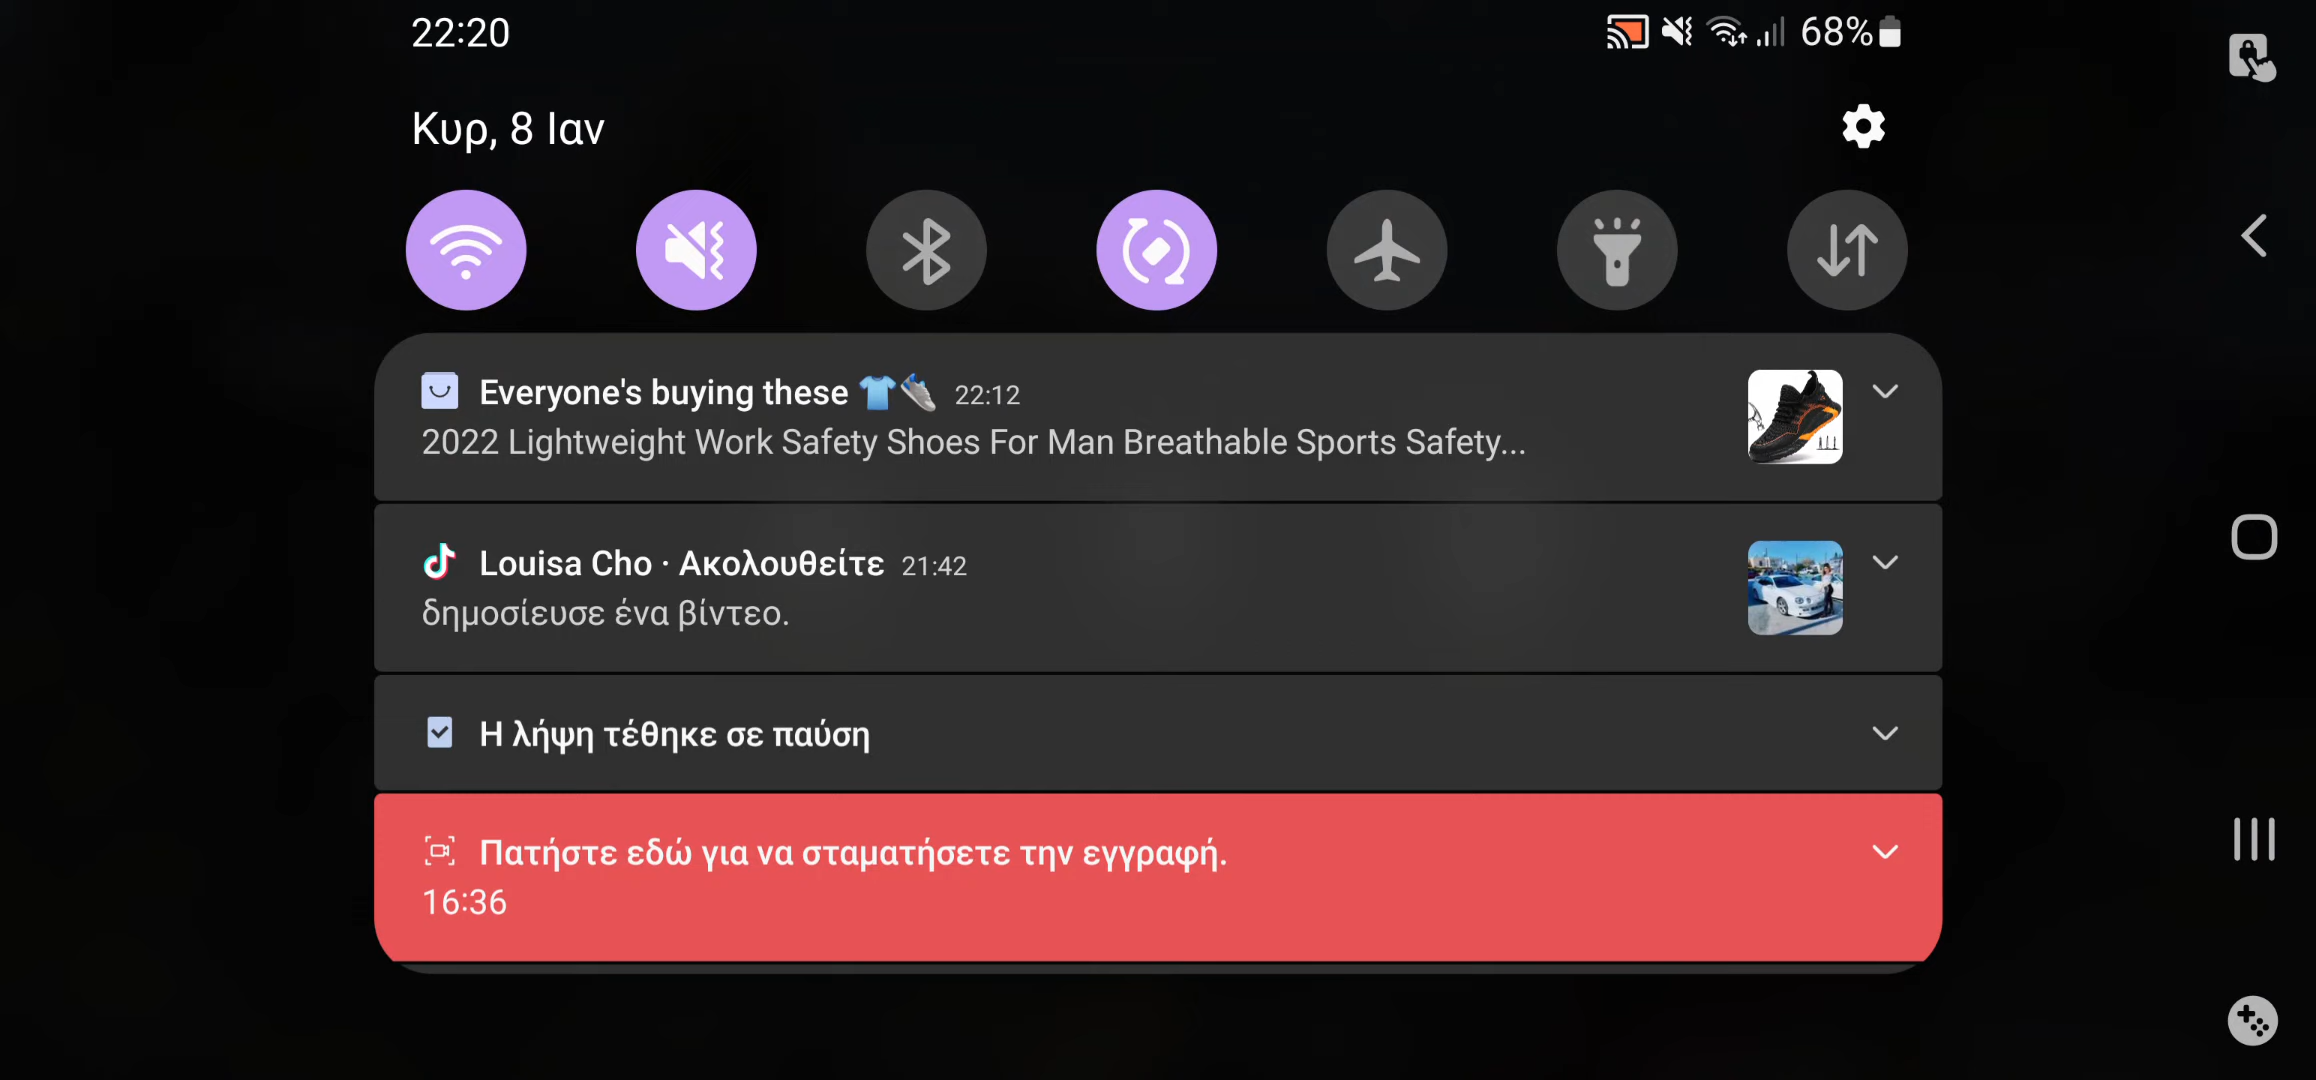 22:20
68%
Κυρ, 8 Ιαν
Everyone's buying these 22:12
2022 Lightweight Work Safety Shoes For Man Breathable Sports Safety...
Louisa Cho · Ακολουθείτε 21:42
δημοσίευσε ένα βίντεο.
Η λήψη τέθηκε σε παύση
Πατήστε εδώ για να σταματήσετε την εγγραφή.
16:36